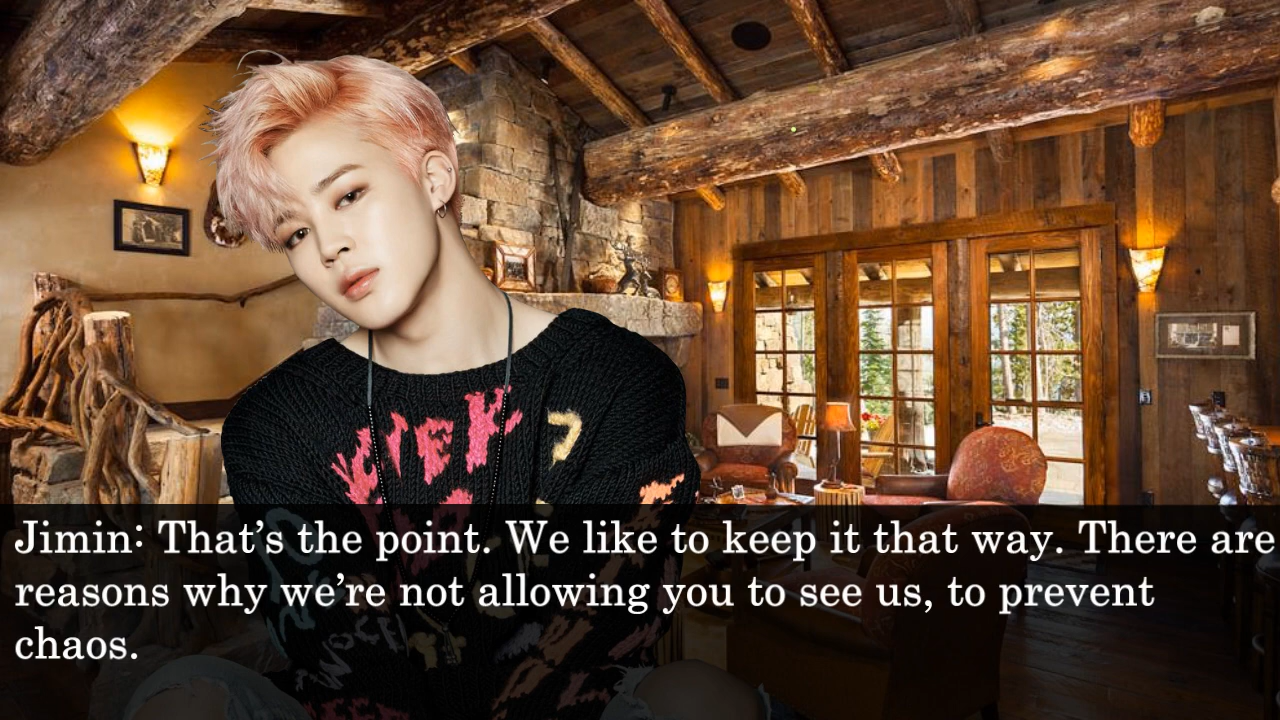 Jimin: That’s the point. We like to keep it that way. There are
reasons why we’re not allowing you to see us, to prevent
chaos.